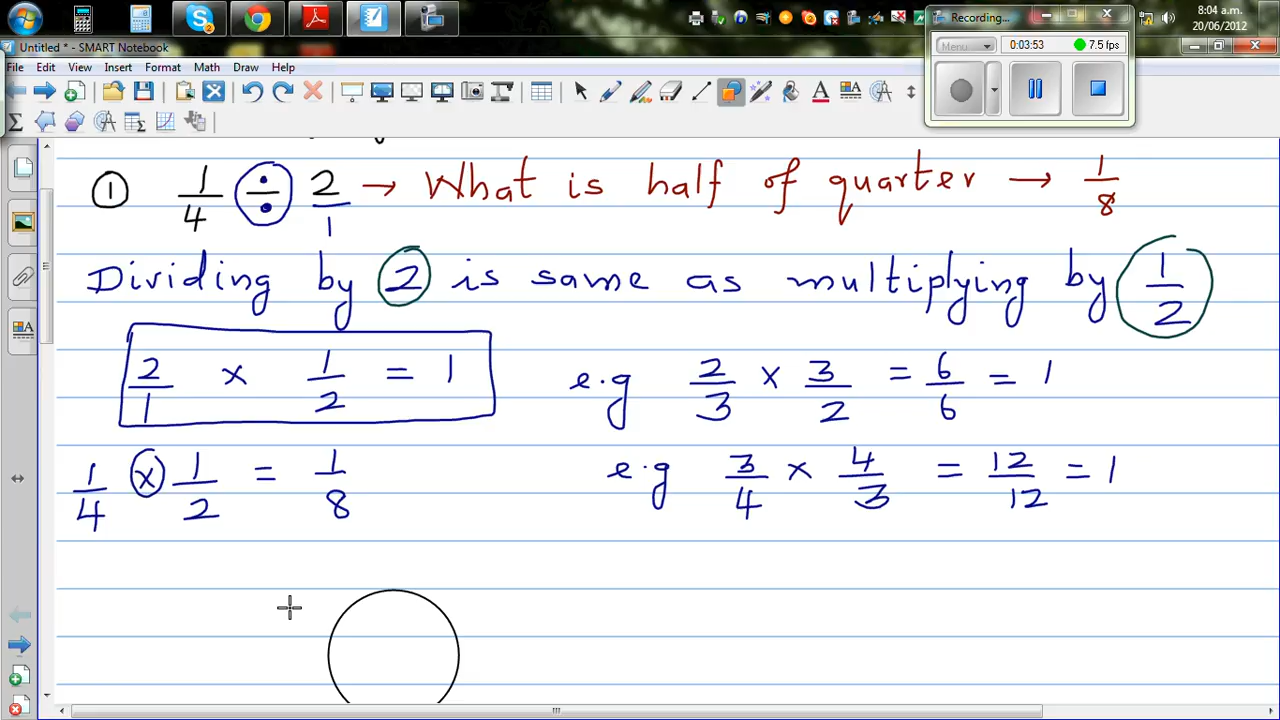 8:04 a.m.
20/06/2012
Recording...
Menu
0:03:53
7.5 fps
Untitled * - SMART Notebook
File Edit View Insert Format Math Draw Help
① 1/4 ÷ 2/1 → What is half of quarter → 1/8
Dividing by 2 is same as multiplying by 1/2
2/1 x 1/2 = 1 e.g 2/3 x 3/2 = 6/6 = 1
1/4 x 1/2 = 1/8 e.g 3/4 x 4/3 = 12/12 = 1